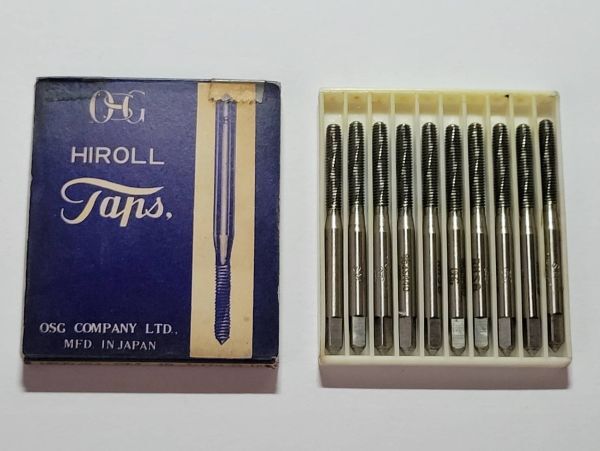 OSG
HIROLL
Taps.
OSG COMPANY LTD.,
MFD. IN JAPAN